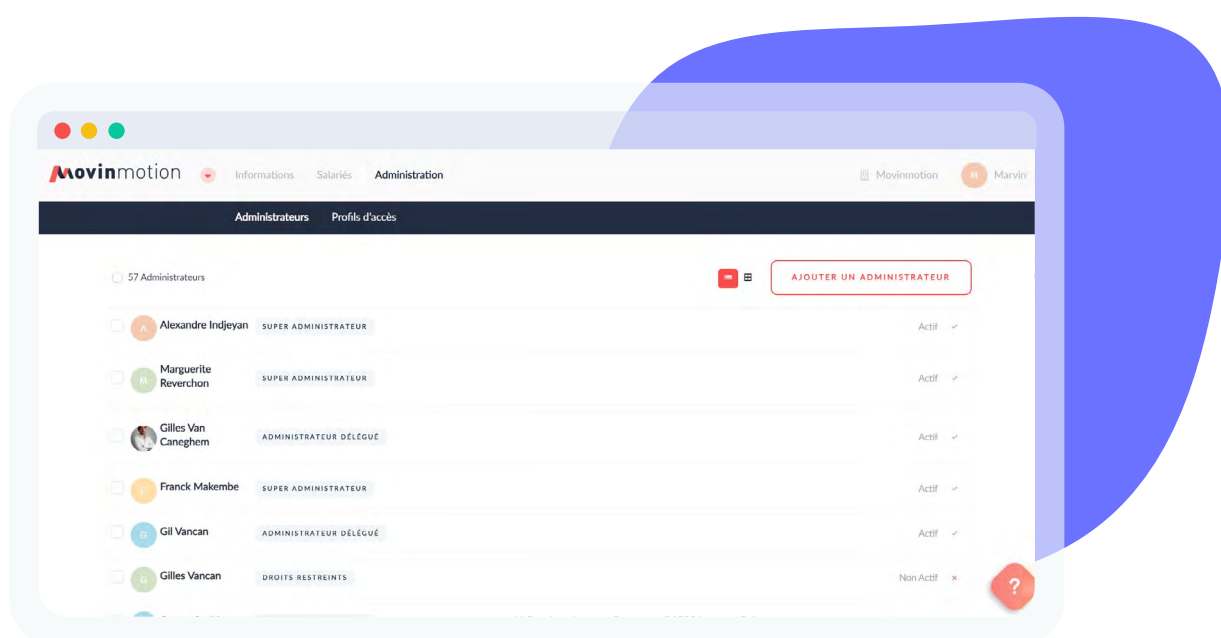 Movinmotion Informations Salariés Administration Movinmotion M Marvin
Administrateurs Profils d'accès
57 Administrateurs AJOUTER UN ADMINISTRATEUR
A Alexandre Indjeyan SUPER ADMINISTRATEUR Actif
M Marguerite Reverchon SUPER ADMINISTRATEUR Actif
Gilles Van Caneghem ADMINISTRATEUR DÉLÉGUÉ Actif
F Franck Makembe SUPER ADMINISTRATEUR Actif
G Gil Vancan ADMINISTRATEUR DÉLÉGUÉ Actif
G Gilles Vancan DROITS RESTREINTS Non Actif
?